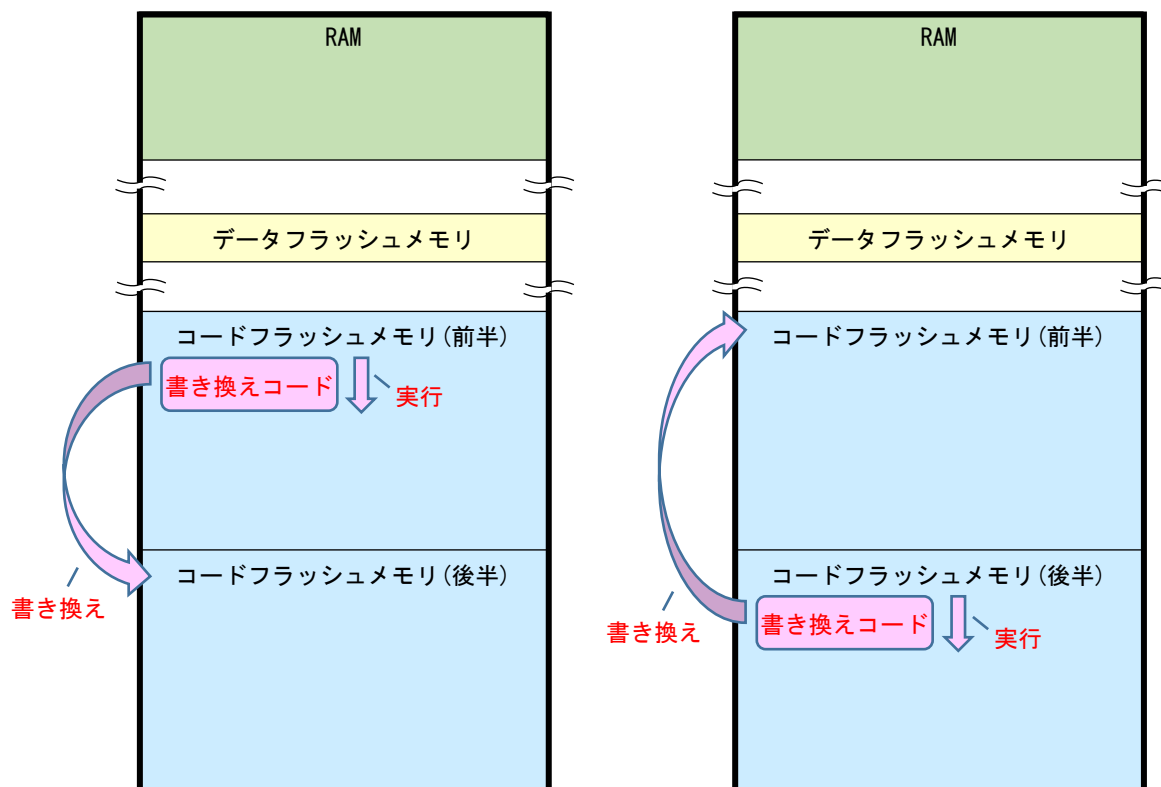 RAM
データフラッシュメモリ
コードフラッシュメモリ(前半)
書き換えコード
実行
コードフラッシュメモリ(後半)
書き換え
RAM
データフラッシュメモリ
コードフラッシュメモリ(前半)
コードフラッシュメモリ(後半)
書き換えコード
実行
書き換え